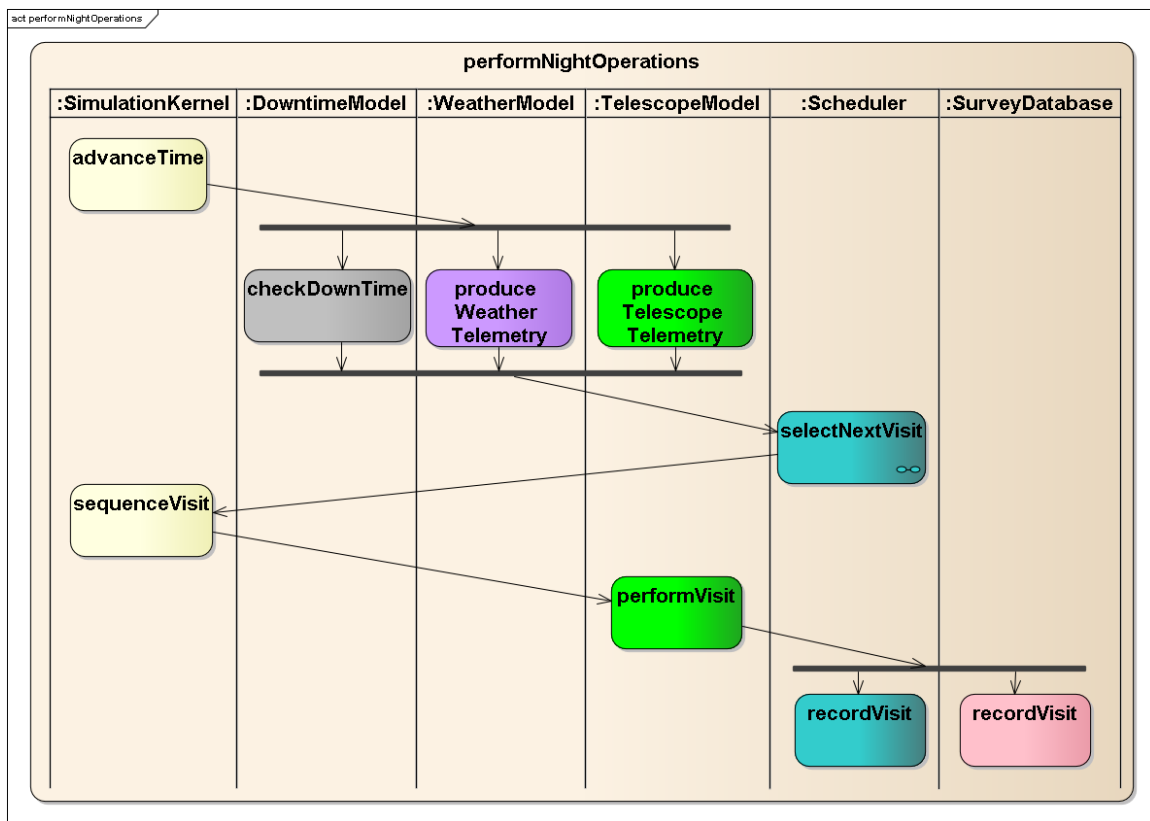 act performNightOperations
performNightOperations
:SimulationKernel
:DowntimeModel
:WeatherModel
:TelescopeModel
:Scheduler
:SurveyDatabase
advanceTime
checkDownTime
produce
Weather
Telemetry
produce
Telescope
Telemetry
selectNextVisit
sequenceVisit
performVisit
recordVisit
recordVisit